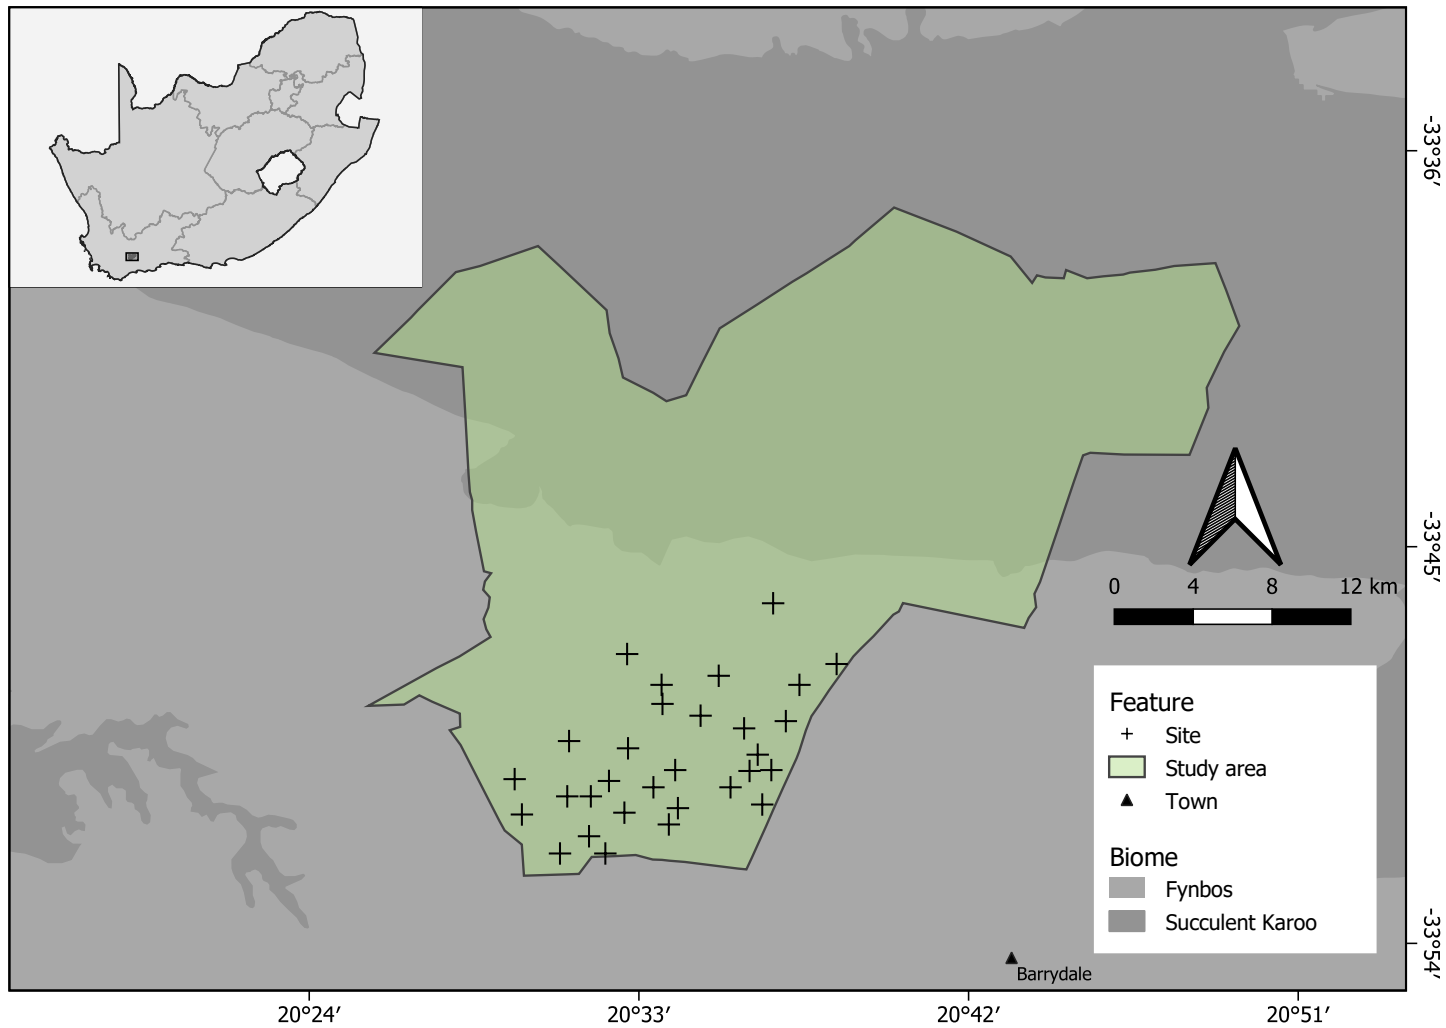 -33°36′
-33°45′
0 4 8 12 km
Feature
Site
Study area
Town
Biome
Fynbos
Succulent Karoo
-33°54′
Barrydale
20°24′ 20°33′ 20°42′ 20°51′